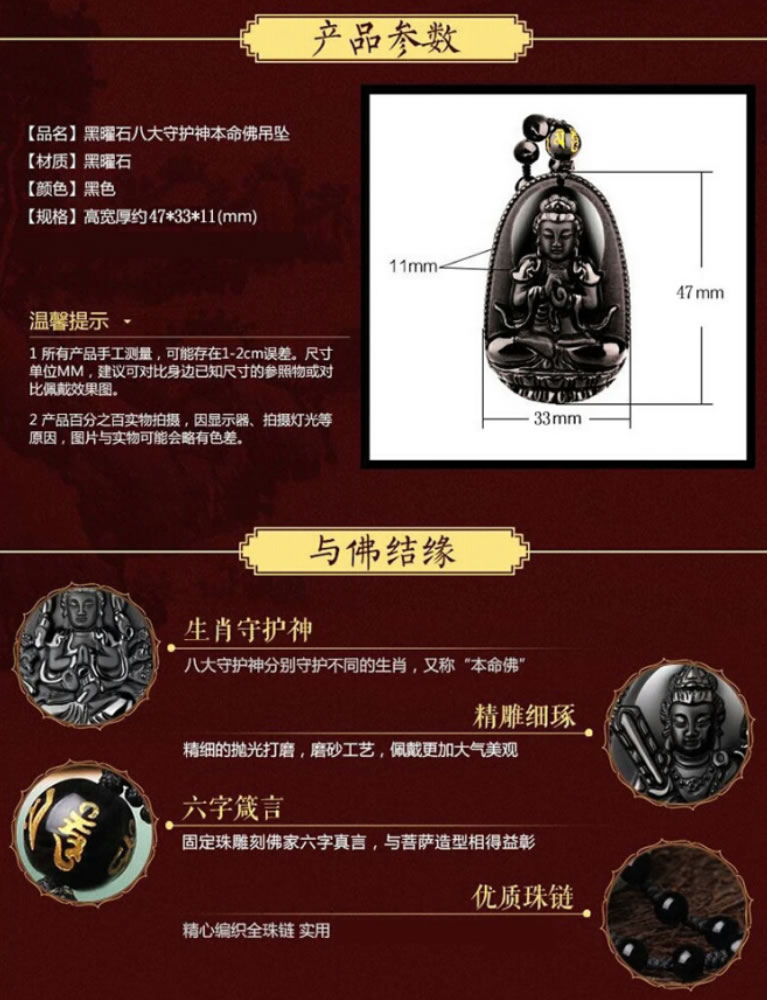 产品参数
【品名】黑曜石八大守护神本命佛吊坠
【材质】黑曜石
【颜色】黑色
【规格】高宽厚约47*33*11(mm)
11mm
47mm
33mm
温馨提示
1 所有产品手工测量，可能存在1-2cm误差。尺寸
单位MM，建议可对比身边已知尺寸的参照物或对
比佩戴效果图。
2 产品百分之百实物拍摄，因显示器、拍摄灯光等
原因，图片与实物可能会略有色差。
与佛结缘
生肖守护神
八大守护神分别守护不同的生肖，又称“本命佛”
精雕细琢
精细的抛光打磨，磨砂工艺，佩戴更加大气美观
六字箴言
固定珠雕刻佛家六字真言，与菩萨造型相得益彰
优质珠链
精心编织全珠链 实用